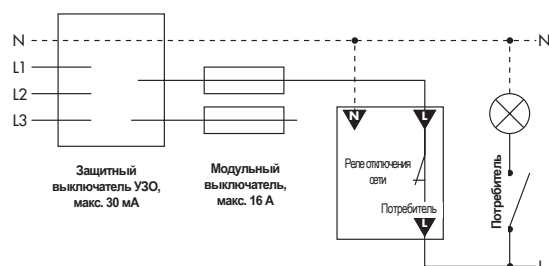 N
N
L1
L2
L3
N
L
Реле отключения
сети
Потребитель
L
Потребитель
Защитный
выключатель УЗО,
макс. 30 мА
Модульный
выключатель,
макс. 16 А
L